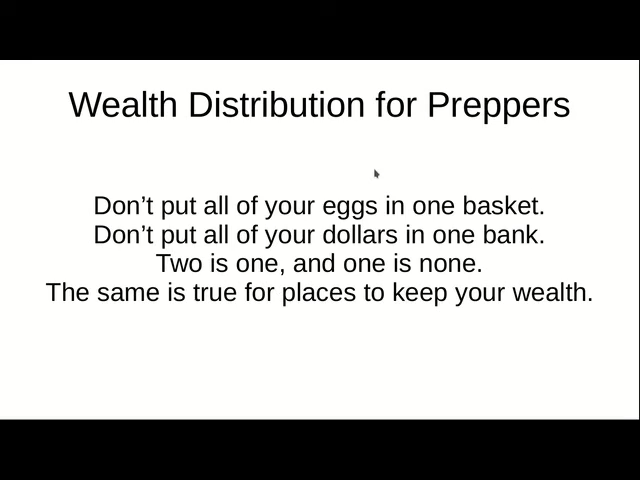 Wealth Distribution for Preppers
Don’t put all of your eggs in one basket.
Don’t put all of your dollars in one bank.
Two is one, and one is none.
The same is true for places to keep your wealth.